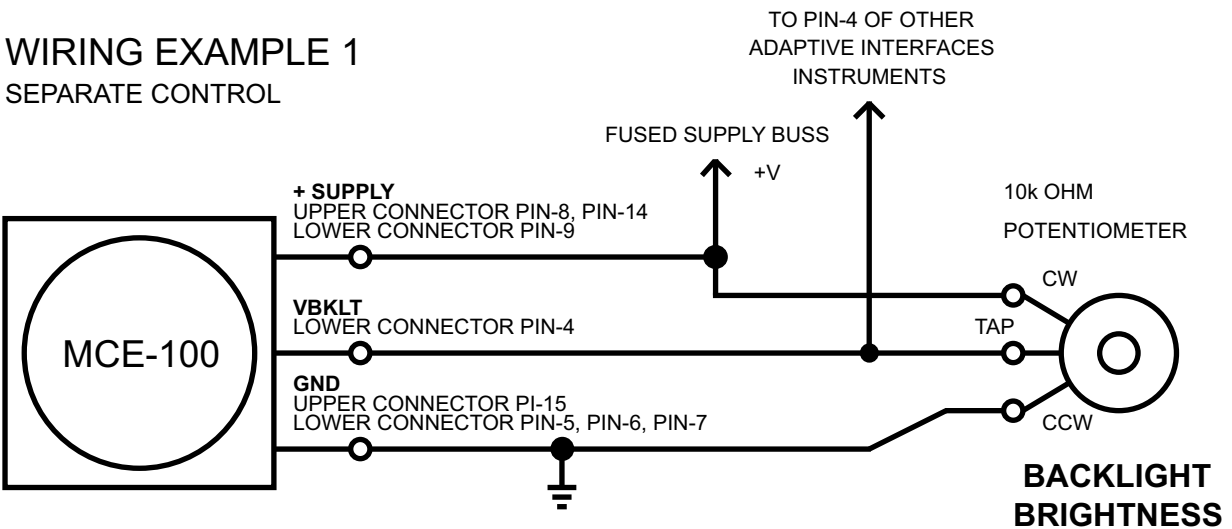 WIRING EXAMPLE 1
SEPARATE CONTROL
TO PIN-4 OF OTHER
ADAPTIVE INTERFACES
INSTRUMENTS
FUSED SUPPLY BUSS
+V
+ SUPPLY
UPPER CONNECTOR PIN-8, PIN-14
LOWER CONNECTOR PIN-9
10k OHM
POTENTIOMETER
CW
VBKLT
LOWER CONNECTOR PIN-4
TAP
MCE-100
GND
UPPER CONNECTOR PI-15
LOWER CONNECTOR PIN-5, PIN-6, PIN-7
CCW
BACKLIGHT
BRIGHTNESS